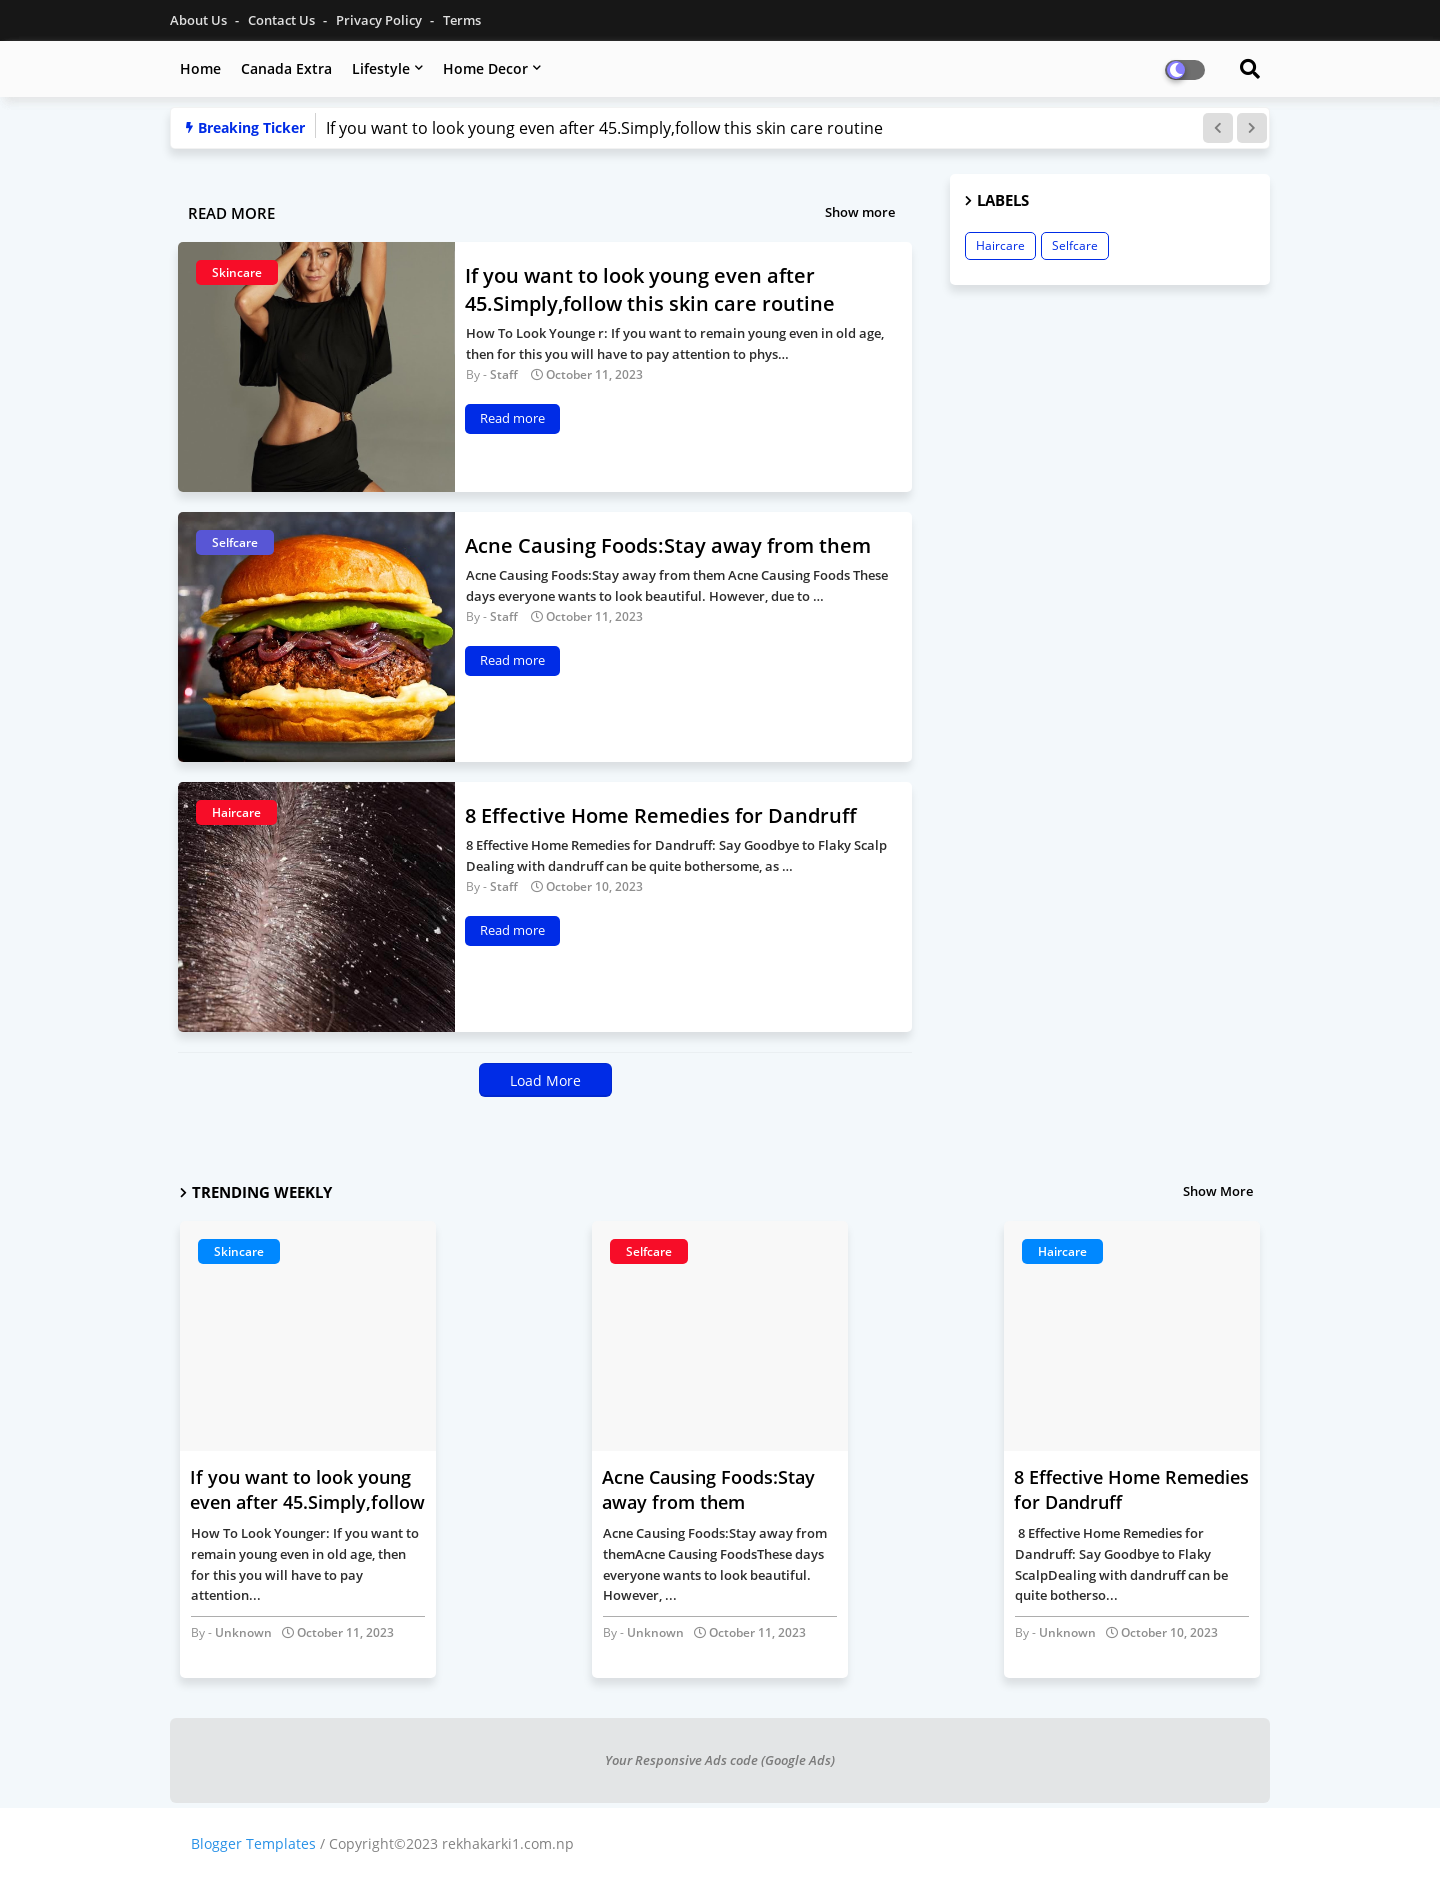 About Us - Contact Us - Privacy Policy - Terms
Home Canada Extra Lifestyle Home Decor
Breaking Ticker If you want to look young even after 45.Simply,follow this skin care routine
READ MORE Show more
Skincare
If you want to look young even after
45.Simply,follow this skin care routine
How To Look Younge r: If you want to remain young even in old age,
then for this you will have to pay attention to phys…
By - Staff October 11, 2023
Read more
Selfcare
Acne Causing Foods:Stay away from them
Acne Causing Foods:Stay away from them Acne Causing Foods These
days everyone wants to look beautiful. However, due to …
By - Staff October 11, 2023
Read more
Haircare
8 Effective Home Remedies for Dandruff
8 Effective Home Remedies for Dandruff: Say Goodbye to Flaky Scalp
Dealing with dandruff can be quite bothersome, as …
By - Staff October 10, 2023
Read more
Load More
LABELS
Haircare Selfcare
TRENDING WEEKLY Show More
Skincare
If you want to look young
even after 45.Simply,follow
How To Look Younger: If you want to
remain young even in old age, then
for this you will have to pay
attention...
By - Unknown October 11, 2023
Selfcare
Acne Causing Foods:Stay
away from them
Acne Causing Foods:Stay away from
themAcne Causing FoodsThese days
everyone wants to look beautiful.
However, ...
By - Unknown October 11, 2023
Haircare
8 Effective Home Remedies
for Dandruff
8 Effective Home Remedies for
Dandruff: Say Goodbye to Flaky
ScalpDealing with dandruff can be
quite botherso...
By - Unknown October 10, 2023
Your Responsive Ads code (Google Ads)
Blogger Templates / Copyright©2023 rekhakarki1.com.np